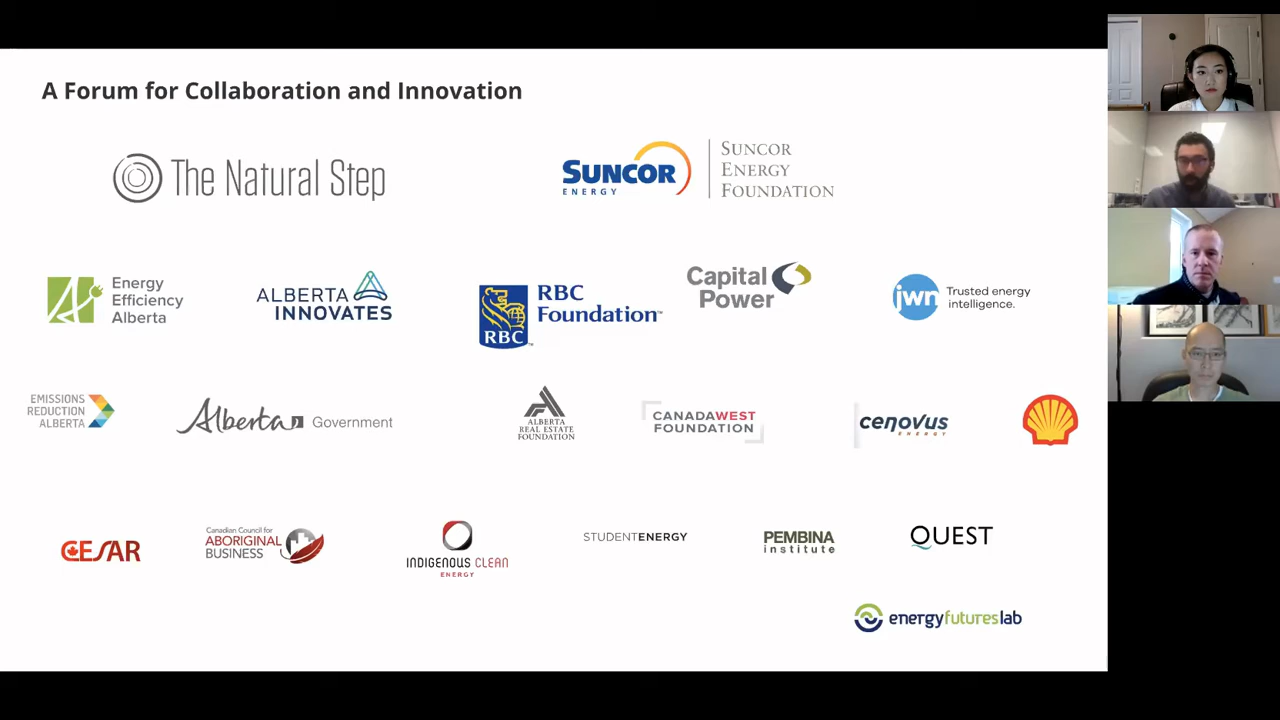 A Forum for Collaboration and Innovation
The Natural Step
SUNCOR
ENERGY
SUNCOR
ENERGY
FOUNDATION
Energy
Efficiency
Alberta
ALBERTA
INNOVATES
RBC
RBC
Foundation™
Capital
Power
jwn
Trusted energy
intelligence.
EMISSIONS
REDUCTION
ALBERTA
Alberta Government
ALBERTA
REAL ESTATE
FOUNDATION
CANADAWEST
FOUNDATION
cenovus
ENERGY
CESAR
Canadian Council for
ABORIGINAL
BUSINESS
INDIGENOUS CLEAN
ENERGY
STUDENTENERGY
PEMBINA
institute
QUEST
energyfutureslab